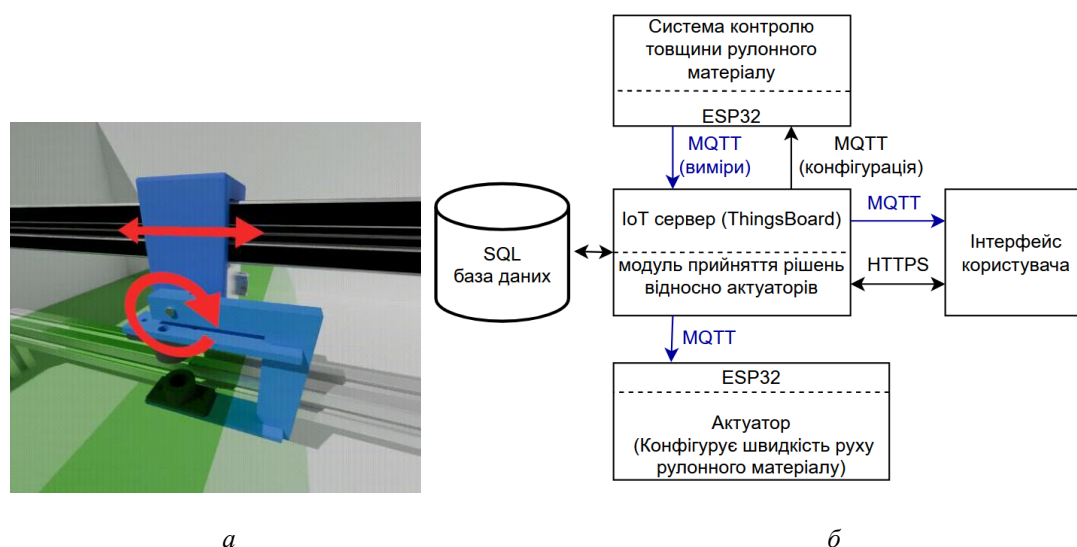 Система контролю
товщини рулонного
матеріалу
ESP32
MQTT
(виміри)
MQTT
(конфігурація)
SQL
база даних
IoT сервер (ThingsBoard)
модуль прийняття рішень
відносно актуаторів
MQTT
HTTPS
Інтерфейс
користувача
MQTT
ESP32
Актуатор
(Конфігурує швидкість руху
рулонного матеріалу)
а
б